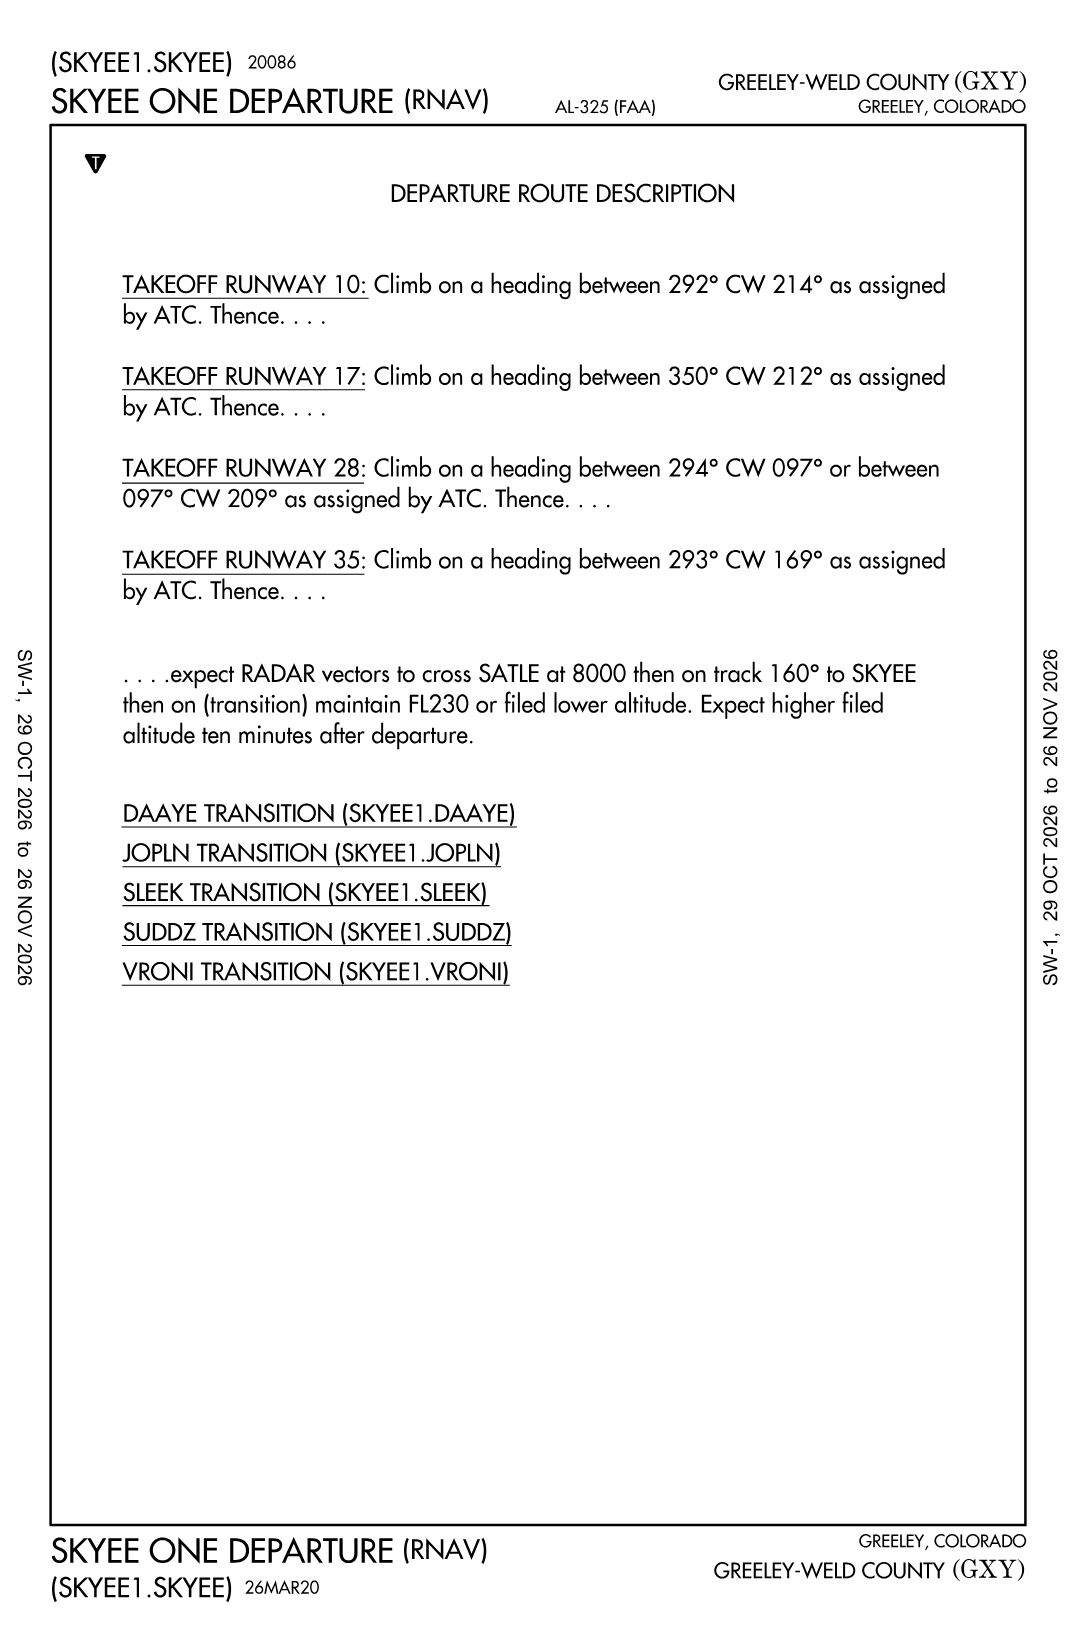 (SKYEE1.SKYEE) 20086
SKYEE ONE DEPARTURE (RNAV)
AL-325 (FAA)
GREELEY-WELD COUNTY (GXY)
GREELEY, COLORADO
T
DEPARTURE ROUTE DESCRIPTION
TAKEOFF RUNWAY 10: Climb on a heading between 292° CW 214° as assigned
by ATC. Thence. . . .
TAKEOFF RUNWAY 17: Climb on a heading between 350° CW 212° as assigned
by ATC. Thence. . . .
TAKEOFF RUNWAY 28: Climb on a heading between 294° CW 097° or between
097° CW 209° as assigned by ATC. Thence. . . .
TAKEOFF RUNWAY 35: Climb on a heading between 293° CW 169° as assigned
by ATC. Thence. . . .
. . . .expect RADAR vectors to cross SATLE at 8000 then on track 160° to SKYEE
then on (transition) maintain FL230 or filed lower altitude. Expect higher filed
altitude ten minutes after departure.
DAAYE TRANSITION (SKYEE1.DAAYE)
JOPLN TRANSITION (SKYEE1.JOPLN)
SLEEK TRANSITION (SKYEE1.SLEEK)
SUDDZ TRANSITION (SKYEE1.SUDDZ)
VRONI TRANSITION (SKYEE1.VRONI)
SW-1, 29 OCT 2026 to 26 NOV 2026
SW-1, 29 OCT 2026 to 26 NOV 2026
SKYEE ONE DEPARTURE (RNAV)
(SKYEE1.SKYEE) 26MAR20
GREELEY, COLORADO
GREELEY-WELD COUNTY (GXY)